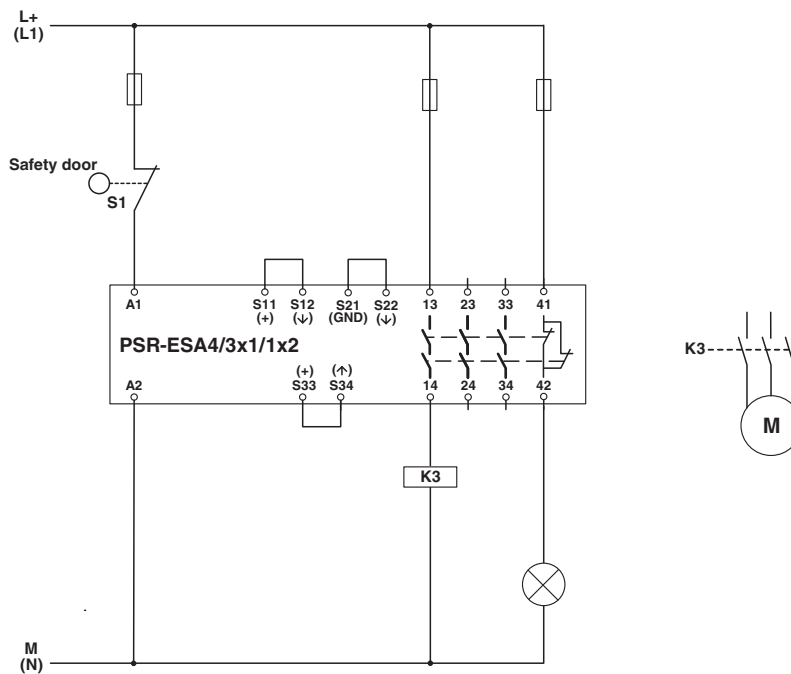 L+
(L1)
Safety door
S1
A1
S11
(+)
S12
(↓)
S21
(GND)
S22
(↓)
13
23
33
41
PSR-ESA4/3x1/1x2
K3
M
A2
(+)
S33
(↑)
S34
14
24
34
42
K3
M
(N)